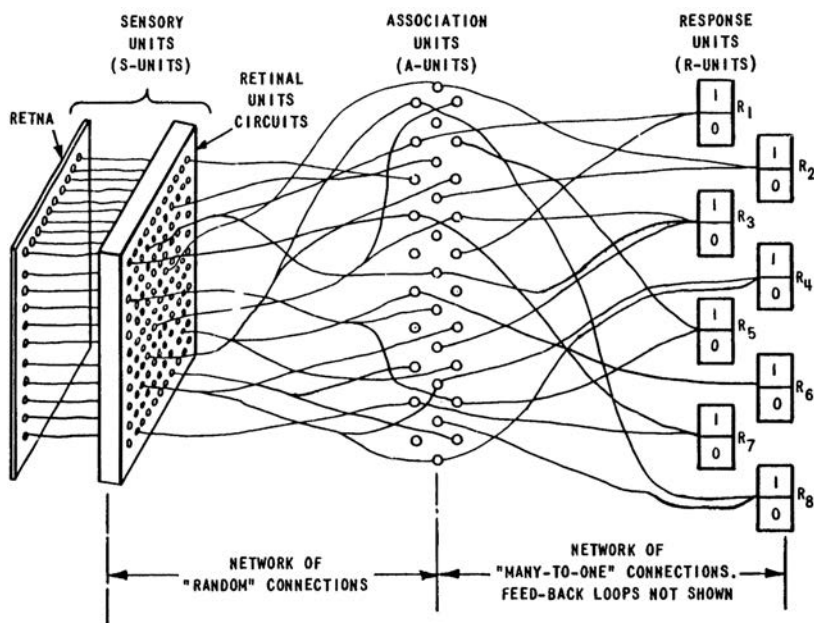 SENSORY
UNITS
(S-UNITS)
ASSOCIATION
UNITS
(A-UNITS)
RESPONSE
UNITS
(R-UNITS)
RETINAL
UNITS
CIRCUITS
RETNA
1
0
R1
1
0
R2
1
0
R3
1
0
R4
1
0
R5
1
0
R6
1
0
R7
1
0
R8
NETWORK OF
"RANDOM" CONNECTIONS
NETWORK OF
"MANY-TO-ONE" CONNECTIONS.
FEED-BACK LOOPS NOT SHOWN